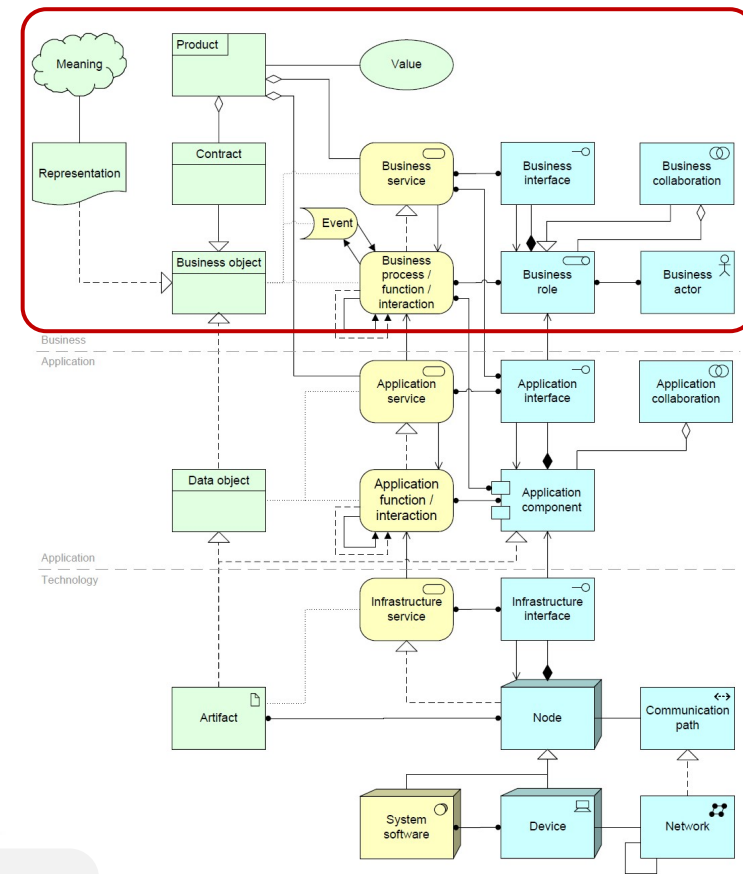 Product
Meaning
Value
Representation
Contract
Business
service
Business
interface
Business
collaboration
Event
Business object
Business
process /
function /
interaction
Business
role
Business
actor
Business
Application
Application
service
Application
interface
Application
collaboration
Data object
Application
function /
interaction
Application
component
Application
Technology
Infrastructure
service
Infrastructure
interface
Artifact
Node
Communication
path
System
software
Device
Network